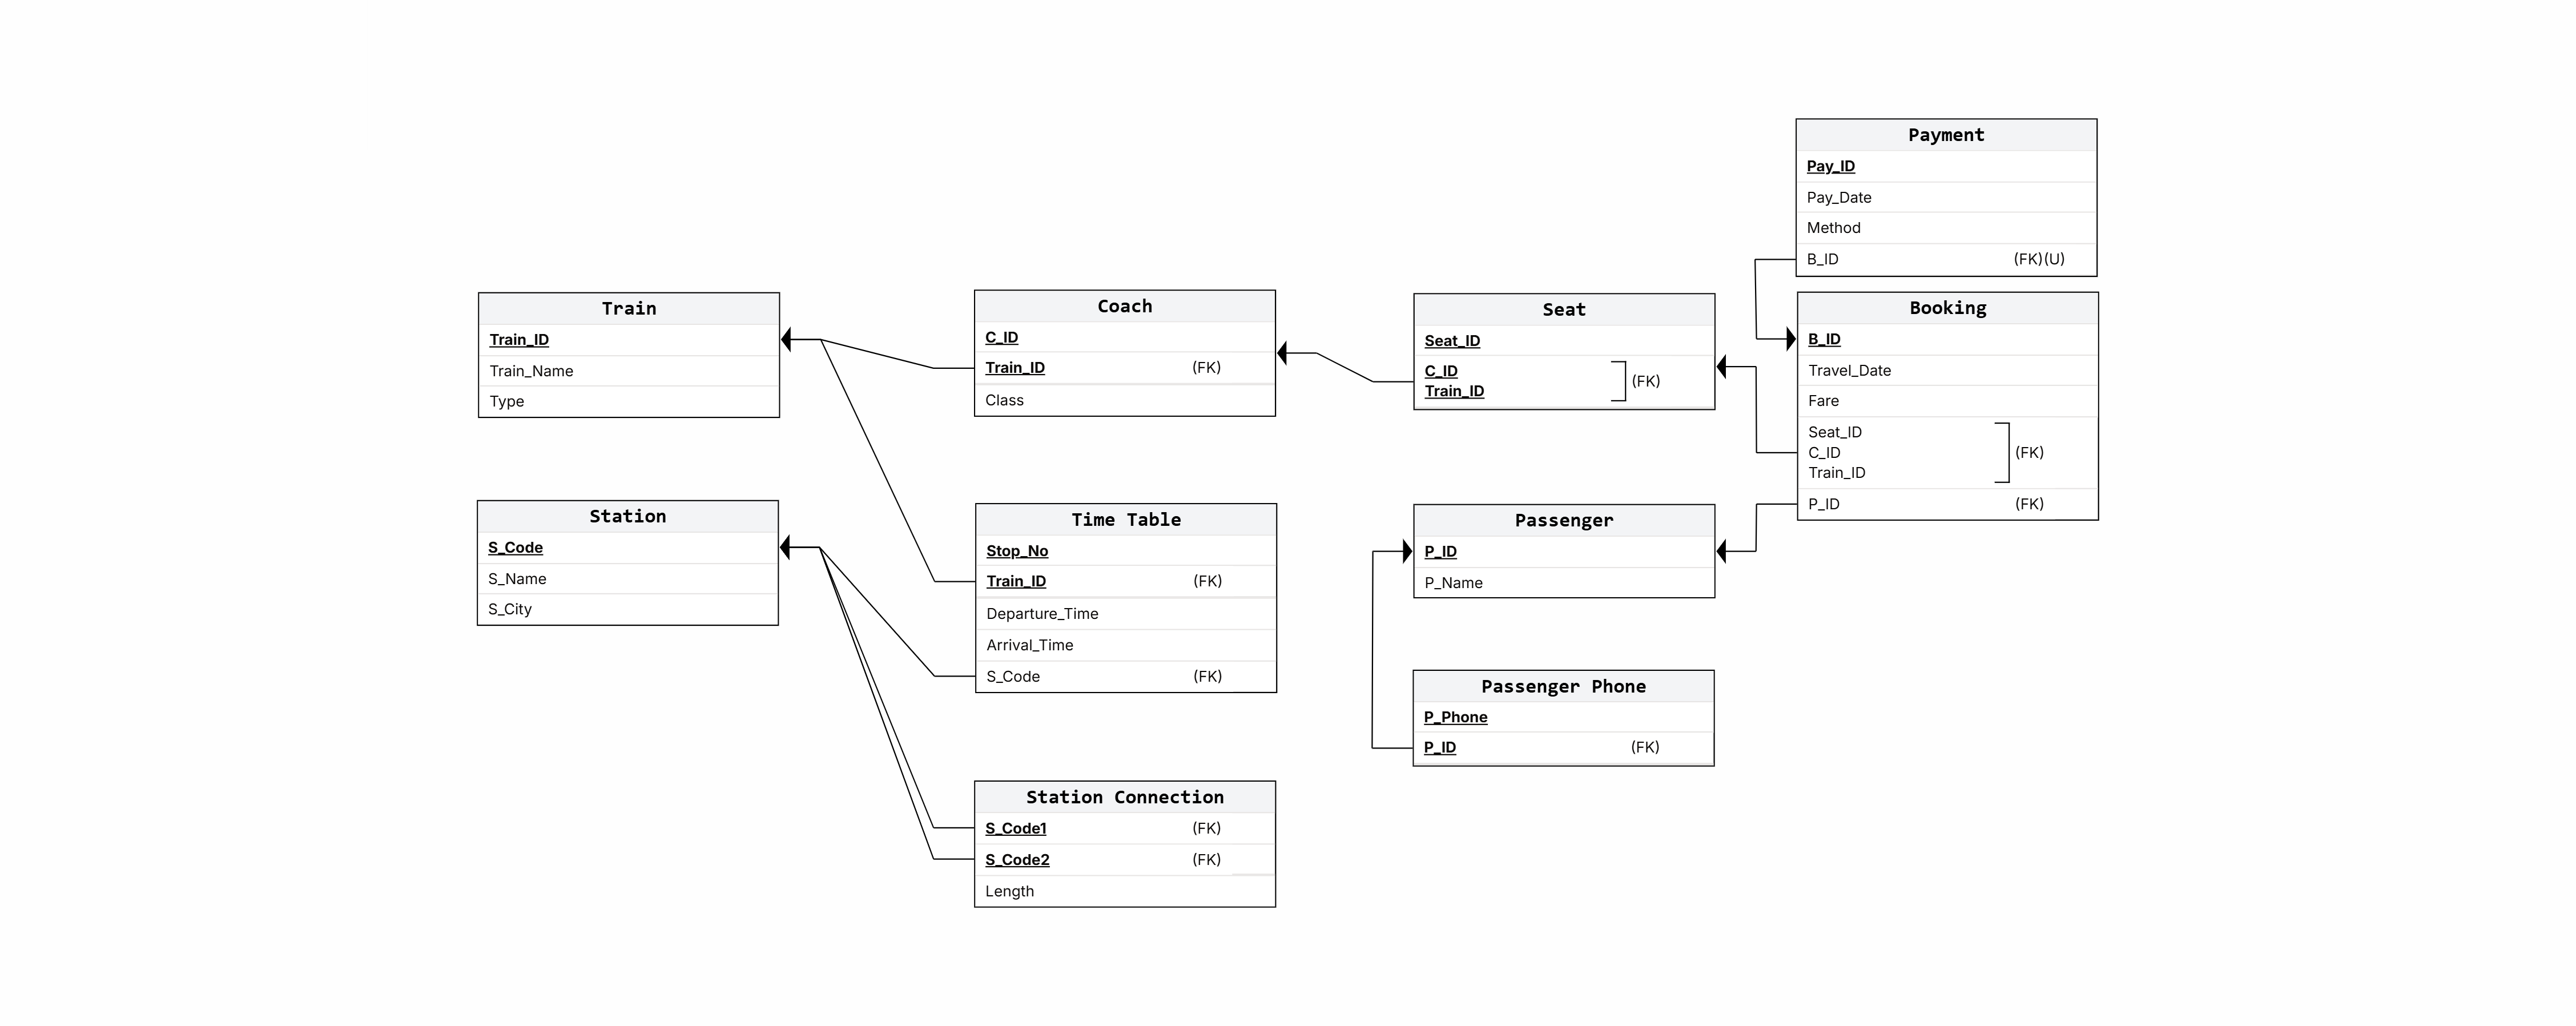 Payment
Pay_ID
Pay_Date
Method
B_ID (FK)(U)
Train
Train_ID
Train_Name
Type
Coach
C_ID
Train_ID (FK)
Class
Seat
Seat_ID
C_ID
Train_ID
(FK)
Booking
B_ID
Travel_Date
Fare
Seat_ID
C_ID
Train_ID
(FK)
P_ID (FK)
Station
S_Code
S_Name
S_City
Time Table
Stop_No
Train_ID (FK)
Departure_Time
Arrival_Time
S_Code (FK)
Passenger
P_ID
P_Name
Passenger Phone
P_Phone
P_ID (FK)
Station Connection
S_Code1 (FK)
S_Code2 (FK)
Length